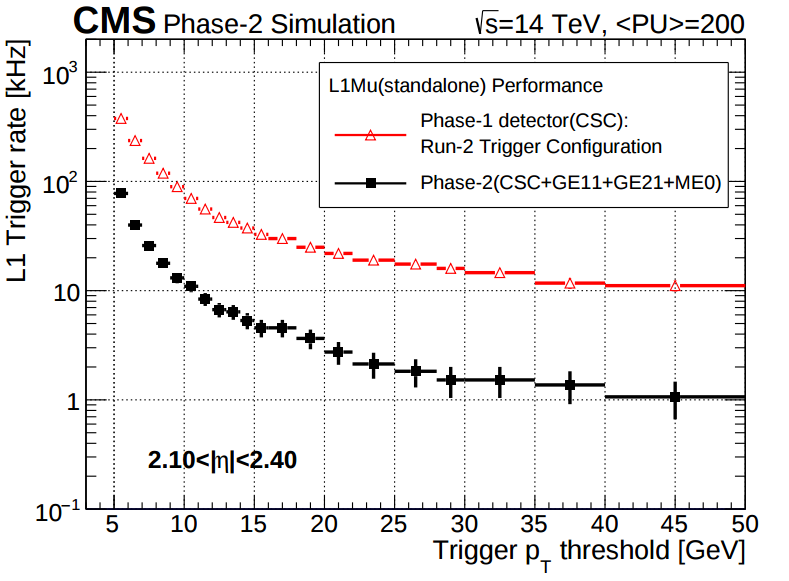 CMS Phase-2 Simulation √s=14 TeV, <PU>=200
L1 Trigger rate [kHz]
10³
10²
10
1
10⁻¹
L1Mu(standalone) Performance
Phase-1 detector(CSC):
Run-2 Trigger Configuration
Phase-2(CSC+GE11+GE21+ME0)
2.10<|η|<2.40
5 10 15 20 25 30 35 40 45 50
Trigger p_T threshold [GeV]